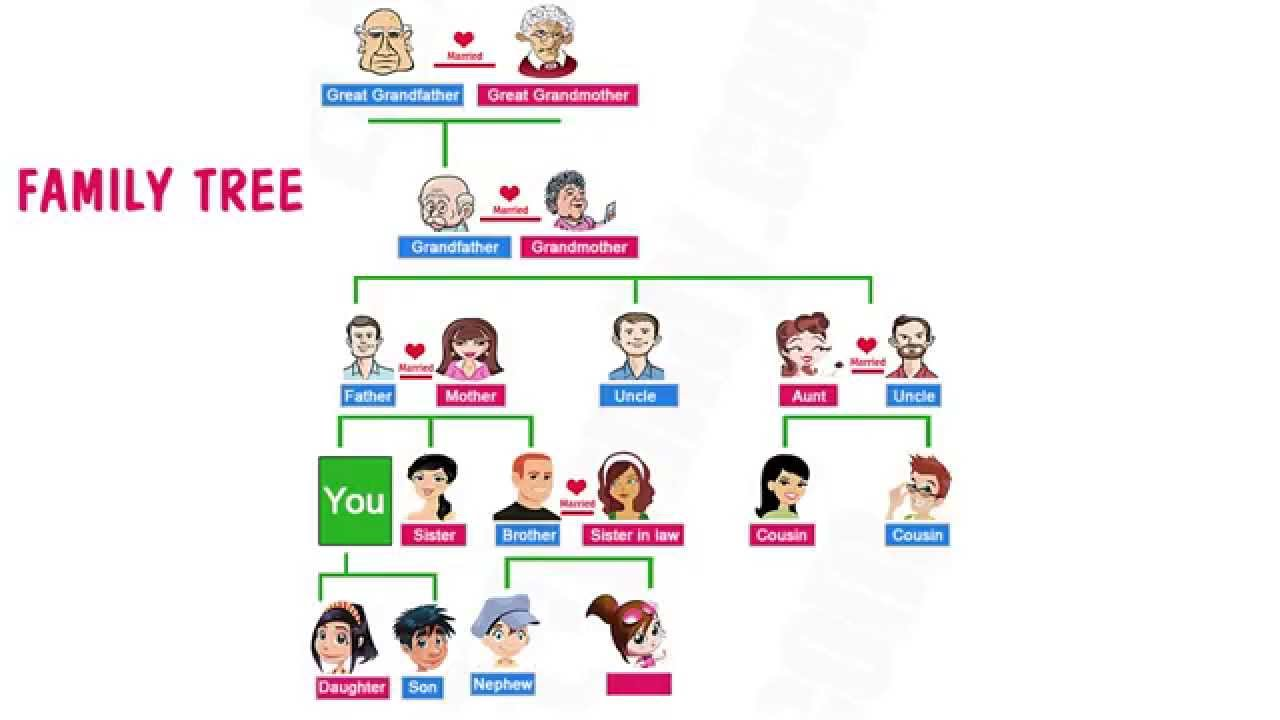 Married
Great Grandfather Great Grandmother
FAMILY TREE
Married
Grandfather Grandmother
Married Married
Father Mother Uncle Aunt Uncle
You
Married
Sister Brother Sister in law Cousin Cousin
Daughter Son Nephew